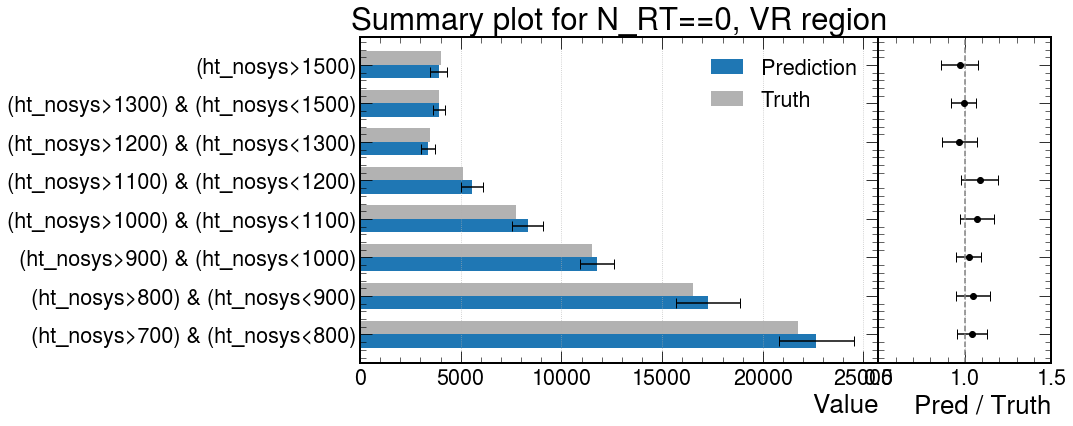 Summary plot for N_RT==0, VR region
(ht_nosys>1500)
(ht_nosys>1300) & (ht_nosys<1500)
(ht_nosys>1200) & (ht_nosys<1300)
(ht_nosys>1100) & (ht_nosys<1200)
(ht_nosys>1000) & (ht_nosys<1100)
(ht_nosys>900) & (ht_nosys<1000)
(ht_nosys>800) & (ht_nosys<900)
(ht_nosys>700) & (ht_nosys<800)
Prediction
Truth
0 5000 10000 15000 20000 25000
Value
0.5 1.0 1.5
Pred / Truth